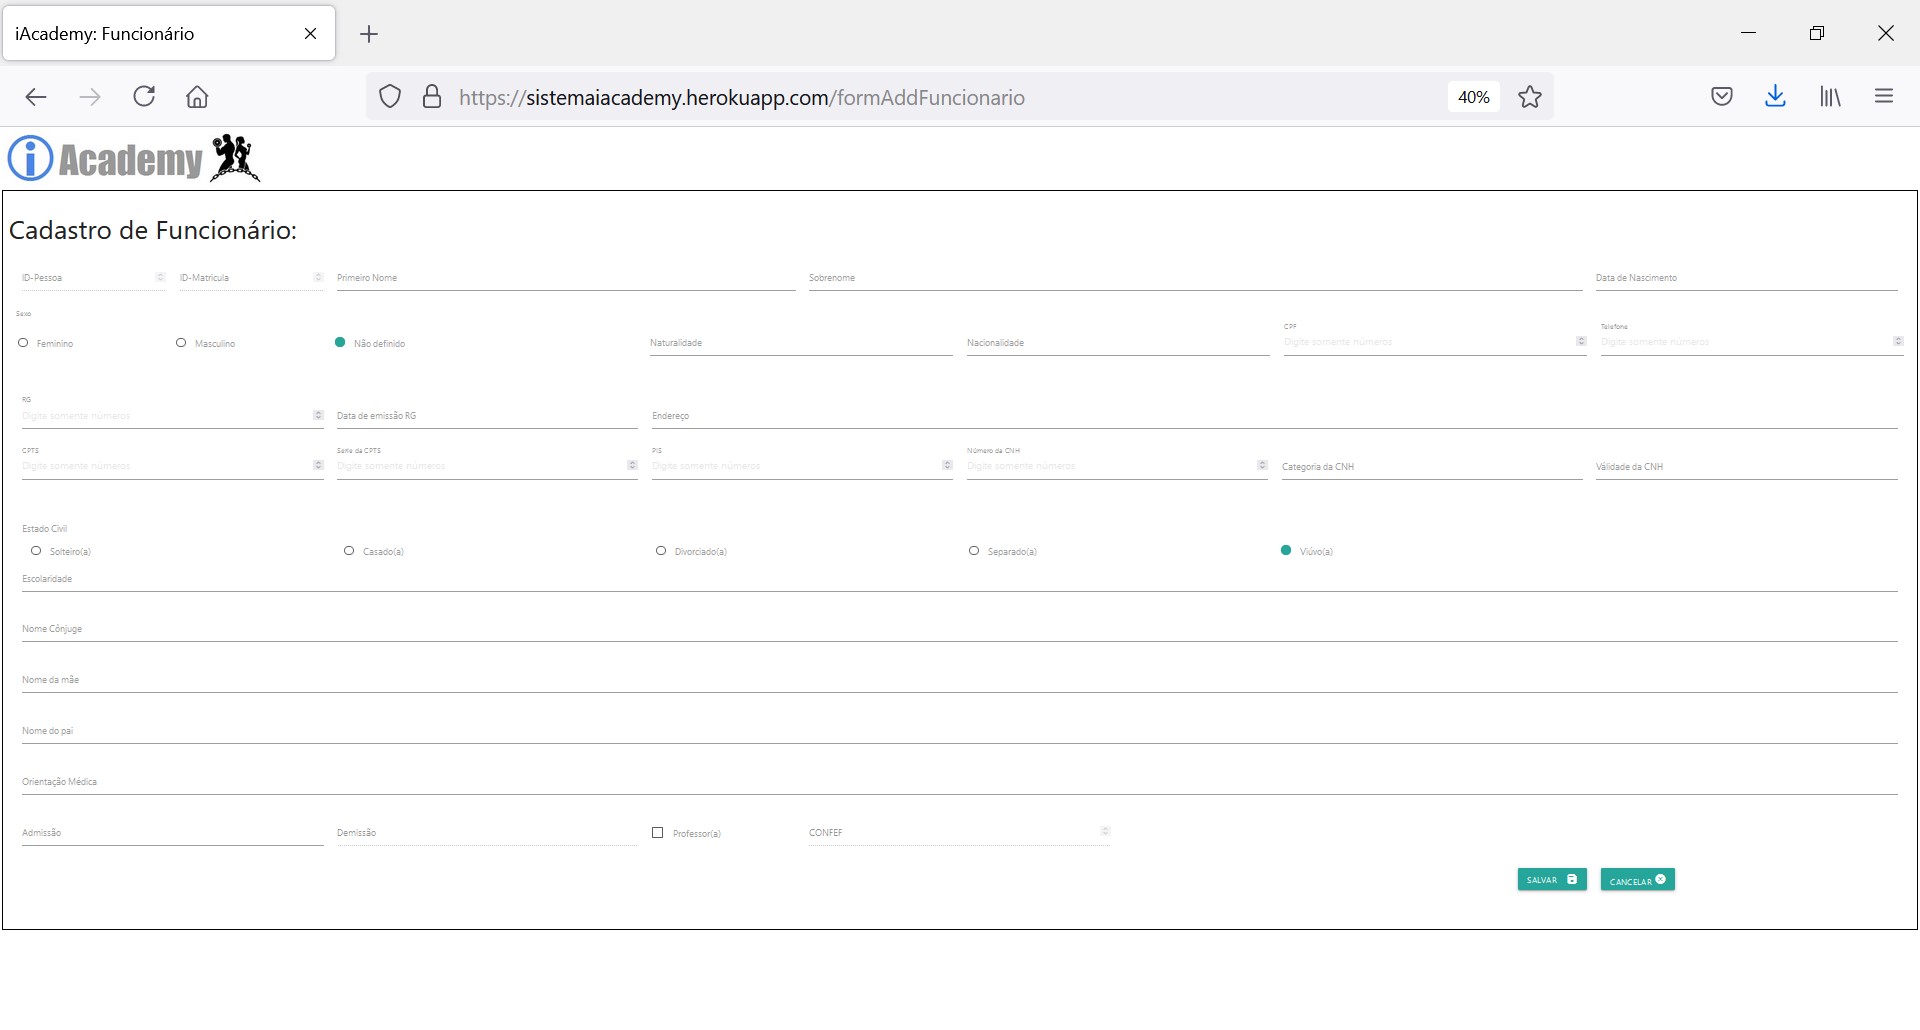 iAcademy: Funcionário
https://sistemaiacademy.herokuapp.com/formAddFuncionario 40%
i Academy
Cadastro de Funcionário:
ID-Pessoa ID-Matricula Primeiro Nome Sobrenome Data de Nascimento
Sexo
CPF Telefone
Feminino Masculino Não definido Naturalidade Nacionalidade Digite somente números Digite somente números
RG
Digite somente números Data de emissão RG Endereço
CPTS Serie da CPTS PIS Número da CNH
Digite somente números Digite somente números Digite somente números Digite somente números Categoria da CNH Válidade da CNH
Estado Civil
Solteiro(a) Casado(a) Divorciado(a) Separado(a) Viúvo(a)
Escolaridade
Nome Cônjuge
Nome da mãe
Nome do pai
Orientação Médica
Admissão Demissão Professor(a) CONFEF
SALVAR CANCELAR